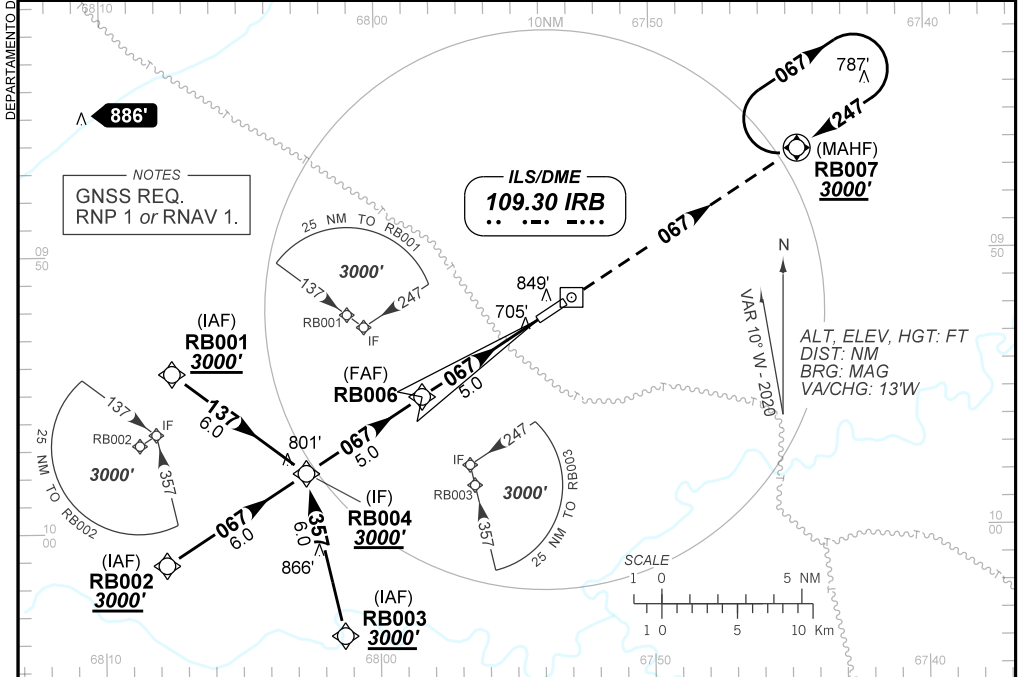 DEPARTAMENTO D
68/10
68/00
10NM
67/50
67/40
886'
NOTES
GNSS REQ.
RNP 1 or RNAV 1.
ILS/DME
109.30 IRB
067
787'
247
(MAHF)
RB007
3000'
067
09
50
09
50
25 NM TO RB001
3000'
137
247
RB001
IF
849'
705'
N
VAR 10° W - 2020
ALT, ELEV, HGT: FT
DIST: NM
BRG: MAG
VA/CHG: 13'W
(IAF)
RB001
3000'
137
6.0
(FAF)
RB006
067
5.0
067
5.0
801'
137
IF
RB002
3000'
357
25 NM TO RB002
247
IF
RB003
3000'
357
25 NM TO RB003
(IF)
RB004
3000'
067
6.0
357
6.0
866'
(IAF)
RB002
3000'
(IAF)
RB003
3000'
10
00
10
00
SCALE
1 0 5 NM
1 0 5 10 Km
68/10
68/00
67/50
67/40